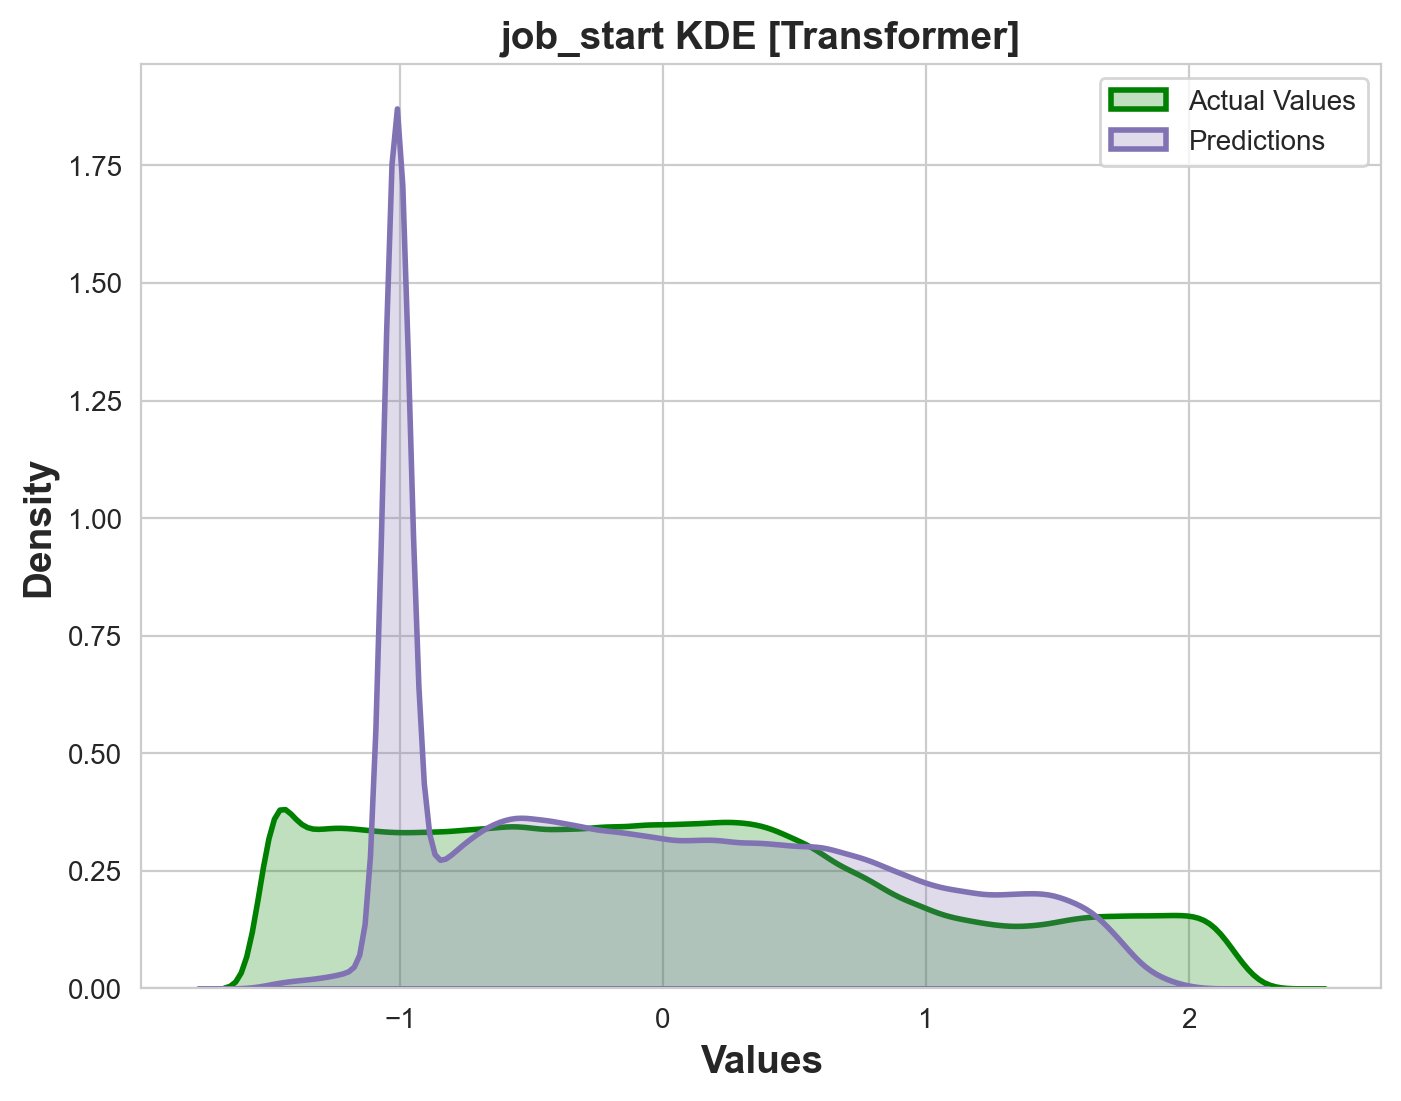 job_start KDE [Transformer]
Actual Values
Predictions
1.75
1.50
1.25
1.00
0.75
0.50
0.25
0.00
Density
−1
0
1
2
Values